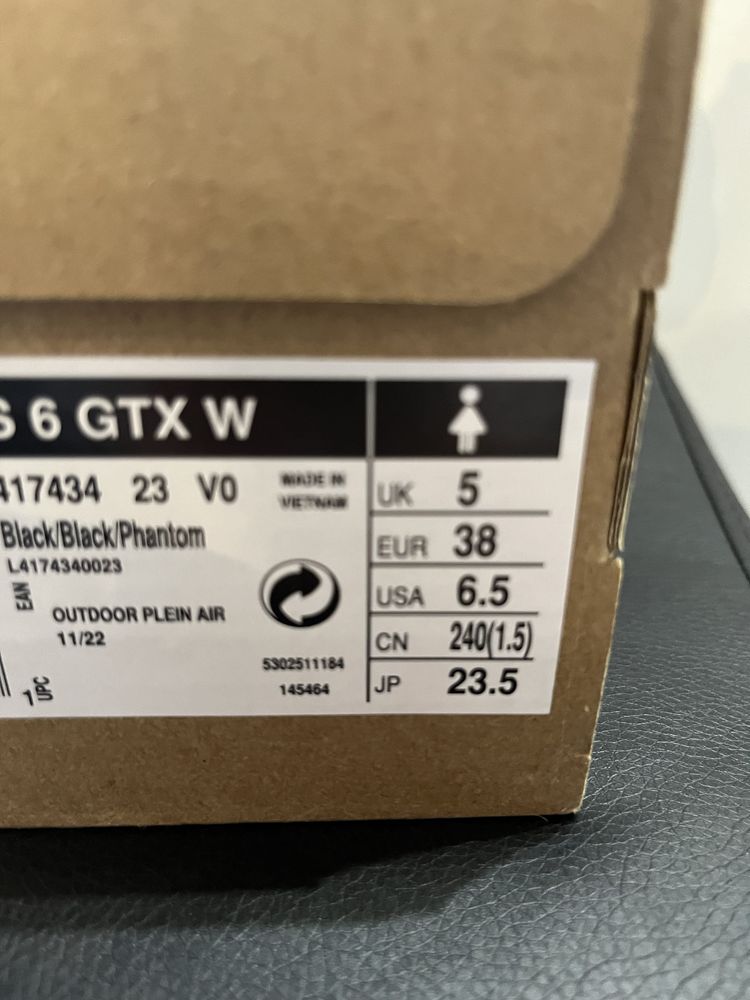 S 6 GTX W
417434 23 V0
MADE IN
VIETNAM
Black/Black/Phantom
L4174340023
EAN
OUTDOOR PLEIN AIR
11/22
5302511184
145464
1
UPC
UK 5
EUR 38
USA 6.5
CN 240(1.5)
JP 23.5